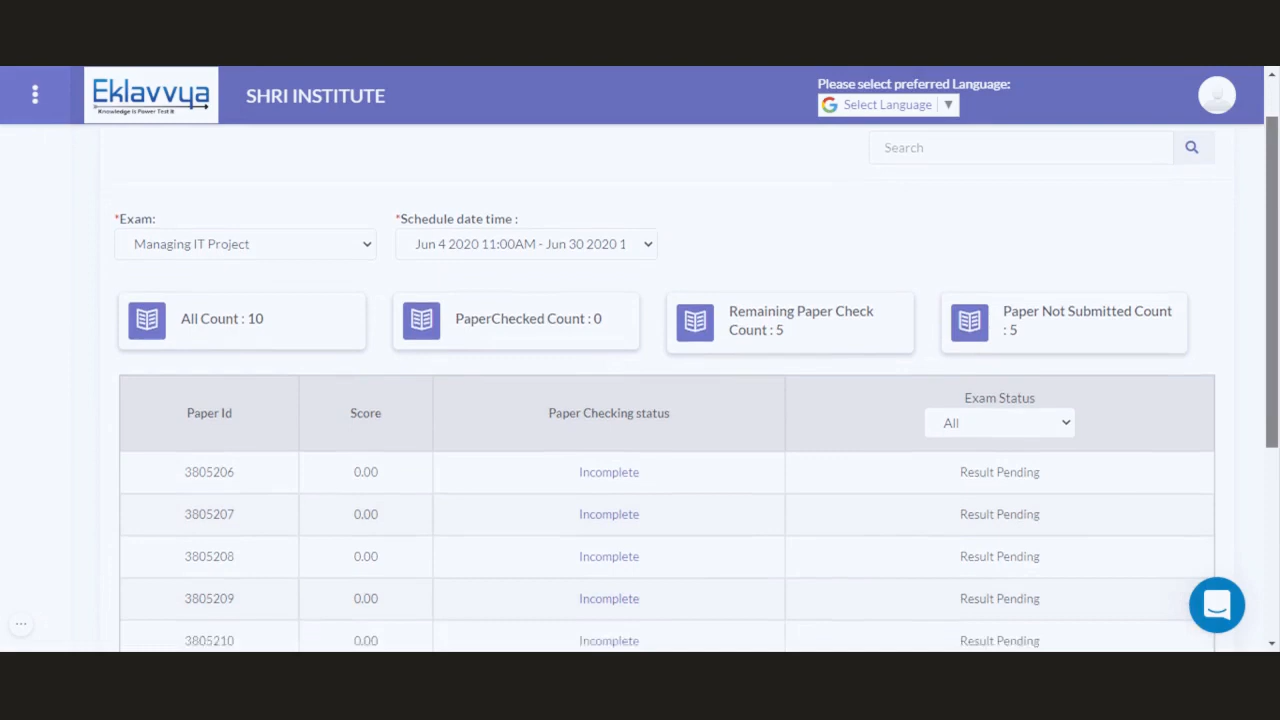 Eklavvya
Knowledge is Power Test It
SHRI INSTITUTE
Please select preferred Language:
Select Language
Search
*Exam:
*Schedule date time :
Managing IT Project
Jun 4 2020 11:00AM - Jun 30 2020 1
All Count : 10
PaperChecked Count : 0
Remaining Paper Check
Count : 5
Paper Not Submitted Count
: 5
Paper Id
Score
Paper Checking status
Exam Status
All
3805206 0.00 Incomplete Result Pending
3805207 0.00 Incomplete Result Pending
3805208 0.00 Incomplete Result Pending
3805209 0.00 Incomplete Result Pending
3805210 0.00 Incomplete Result Pending